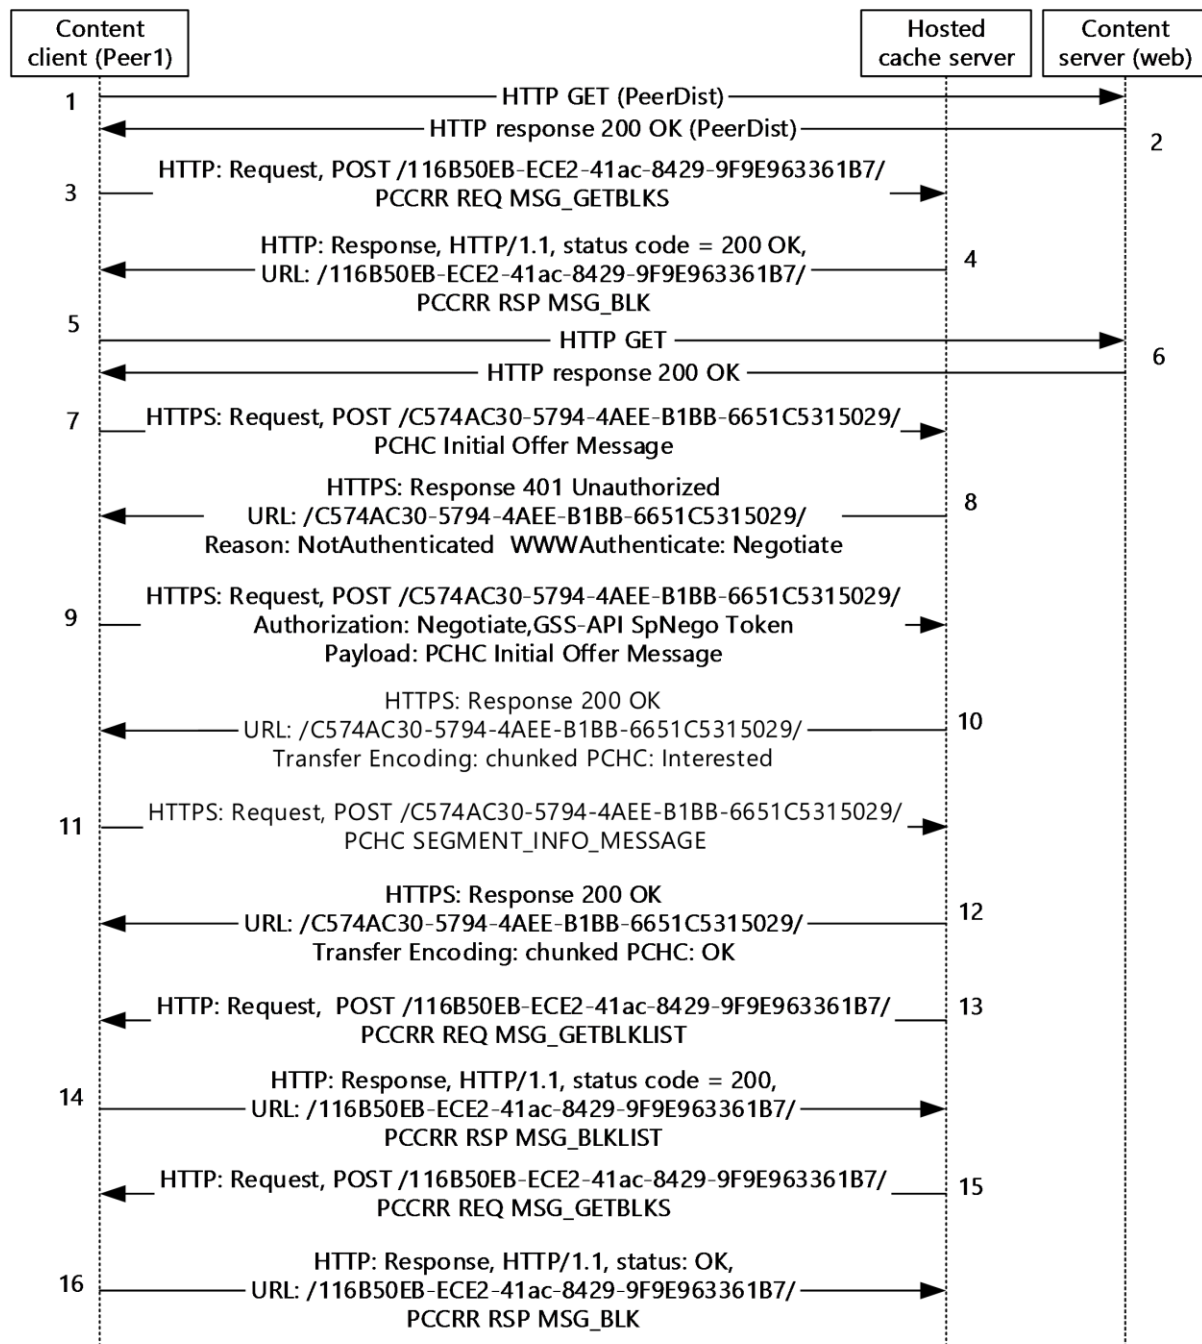 Content
client (Peer1)
Hosted
cache server
Content
server (web)
1
HTTP GET (PeerDist)
HTTP response 200 OK (PeerDist)
2
HTTP: Request, POST /116B50EB-ECE2-41ac-8429-9F9E963361B7/
3
PCCRR REQ MSG_GETBLKS
HTTP: Response, HTTP/1.1, status code = 200 OK,
4
URL: /116B50EB-ECE2-41ac-8429-9F9E963361B7/
PCCRR RSP MSG_BLK
5
HTTP GET
6
HTTP response 200 OK
7
HTTPS: Request, POST /C574AC30-5794-4AEE-B1BB-6651C5315029/
PCHC Initial Offer Message
HTTPS: Response 401 Unauthorized
8
URL: /C574AC30-5794-4AEE-B1BB-6651C5315029/
Reason: NotAuthenticated WWWAuthenticate: Negotiate
HTTPS: Request, POST /C574AC30-5794-4AEE-B1BB-6651C5315029/
9
Authorization: Negotiate,GSS-API SpNego Token
Payload: PCHC Initial Offer Message
HTTPS: Response 200 OK
10
URL: /C574AC30-5794-4AEE-B1BB-6651C5315029/
Transfer Encoding: chunked PCHC: Interested
HTTPS: Request, POST /C574AC30-5794-4AEE-B1BB-6651C5315029/
11
PCHC SEGMENT_INFO_MESSAGE
HTTPS: Response 200 OK
12
URL: /C574AC30-5794-4AEE-B1BB-6651C5315029/
Transfer Encoding: chunked PCHC: OK
HTTP: Request, POST /116B50EB-ECE2-41ac-8429-9F9E963361B7/
13
PCCRR REQ MSG_GETBLKLIST
HTTP: Response, HTTP/1.1, status code = 200,
14
URL: /116B50EB-ECE2-41ac-8429-9F9E963361B7/
PCCRR RSP MSG_BLKLIST
HTTP: Request, POST /116B50EB-ECE2-41ac-8429-9F9E963361B7/
15
PCCRR REQ MSG_GETBLKS
HTTP: Response, HTTP/1.1, status: OK,
16
URL: /116B50EB-ECE2-41ac-8429-9F9E963361B7/
PCCRR RSP MSG_BLK